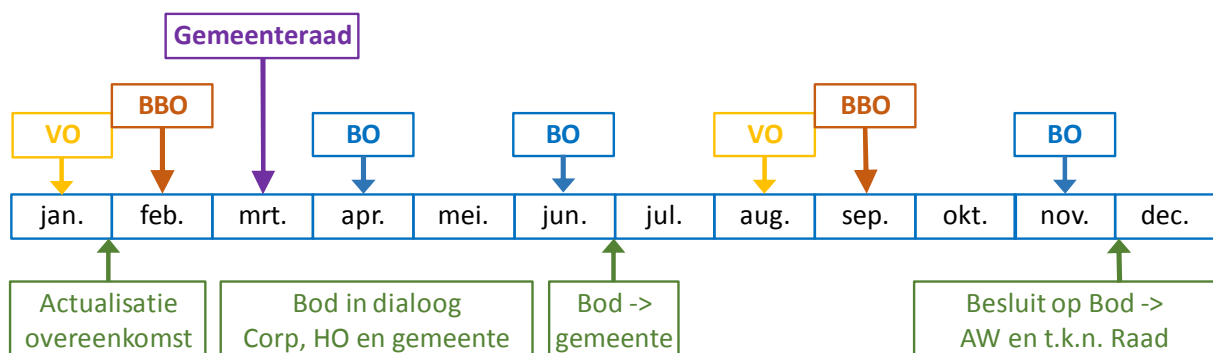 Gemeenteraad
BBO
BBO
VO
BO
BO
VO
BO
jan. feb. mrt. apr. mei. jun. jul. aug. sep. okt. nov. dec.
Actualisatie
overeenkomst
Bod in dialoog
Corp, HO en gemeente
Bod ->
gemeente
Besluit op Bod ->
AW en t.k.n. Raad